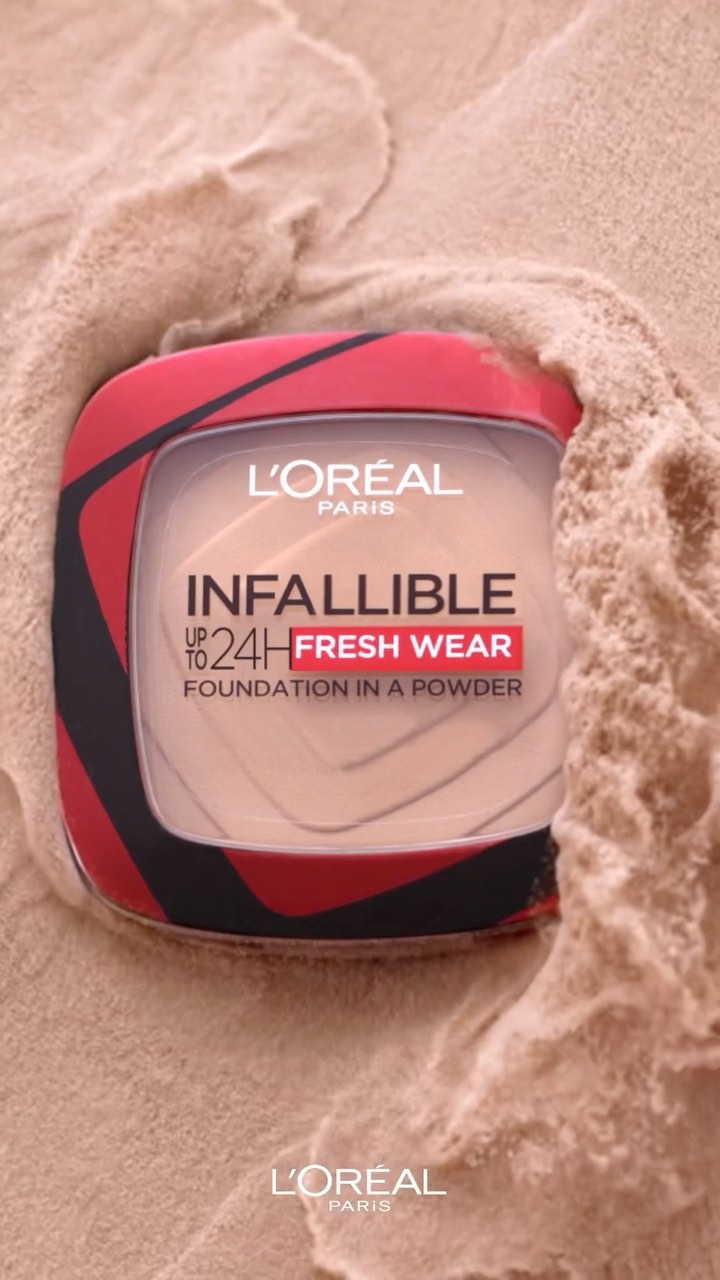 L'ORÉAL
PARIS
INFALLIBLE
UP TO 24H FRESH WEAR
FOUNDATION IN A POWDER
L'ORÉAL
PARIS